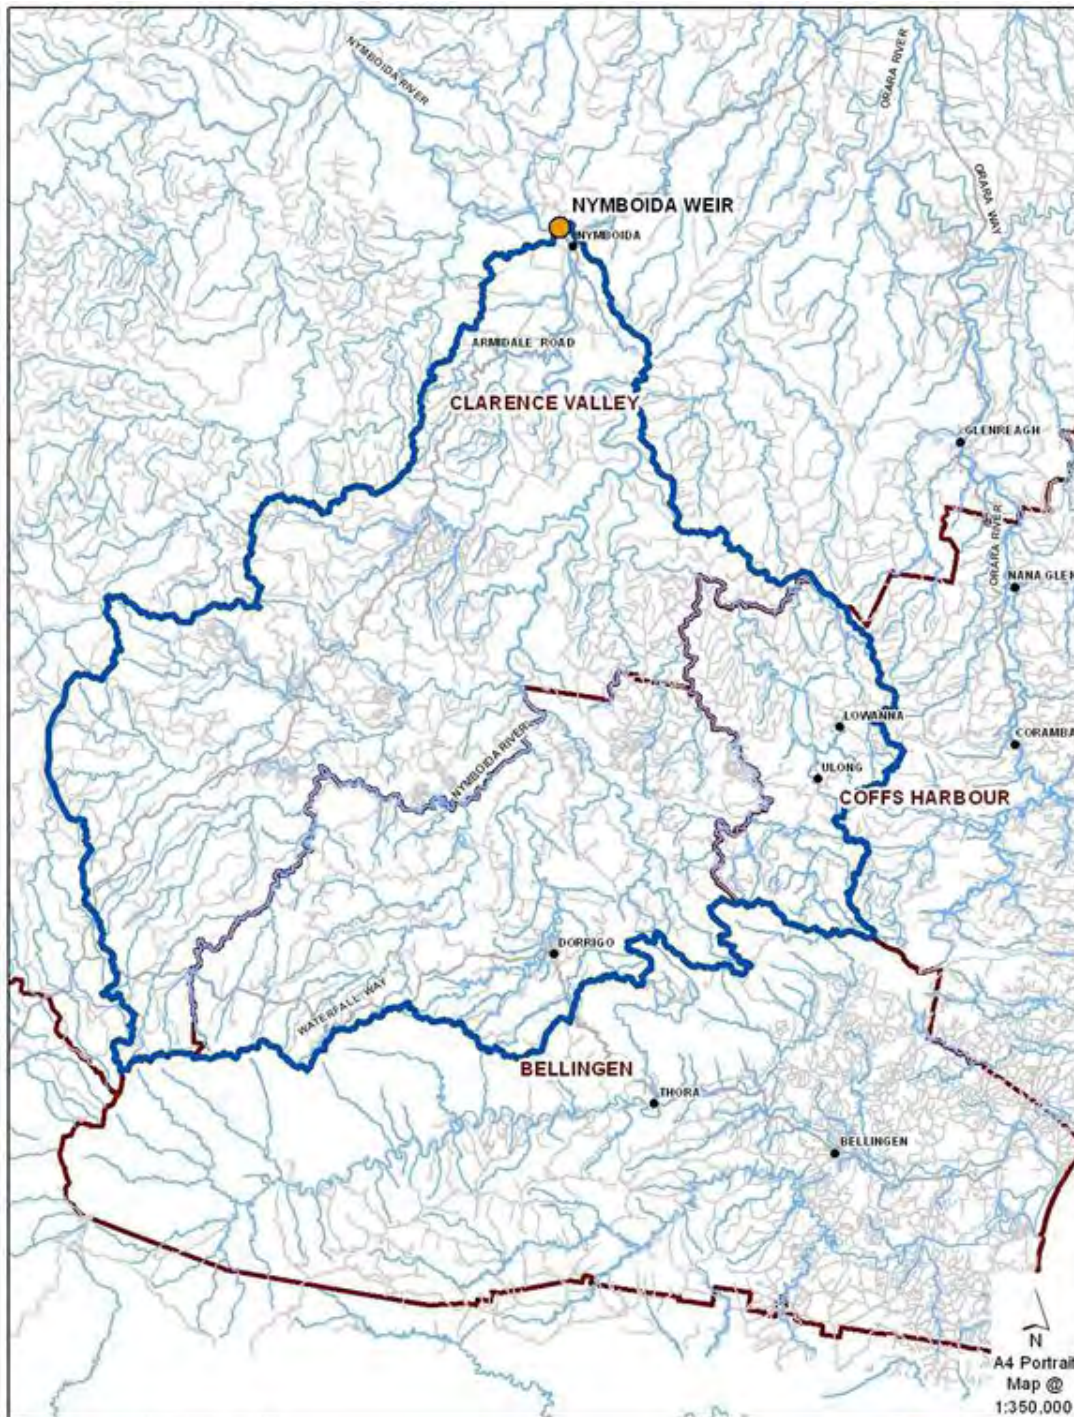 NYMBOIDA RIVER
ORARA RIVER
ORARA WAY
NYMBOIDA WEIR
NYMBOIDA
ARMIDALE ROAD
CLARENCE VALLEY
GLENREAGH
ORARA RIVER
NANA GLEN
LOWANNA
NYMBOIDA RIVER
CORAMBA
ULONG
COFFS HARBOUR
DORRIGO
WATERFALL WAY
BELLINGEN
THORA
BELLINGEN
N
A4 Portrait
Map @
1:350,000